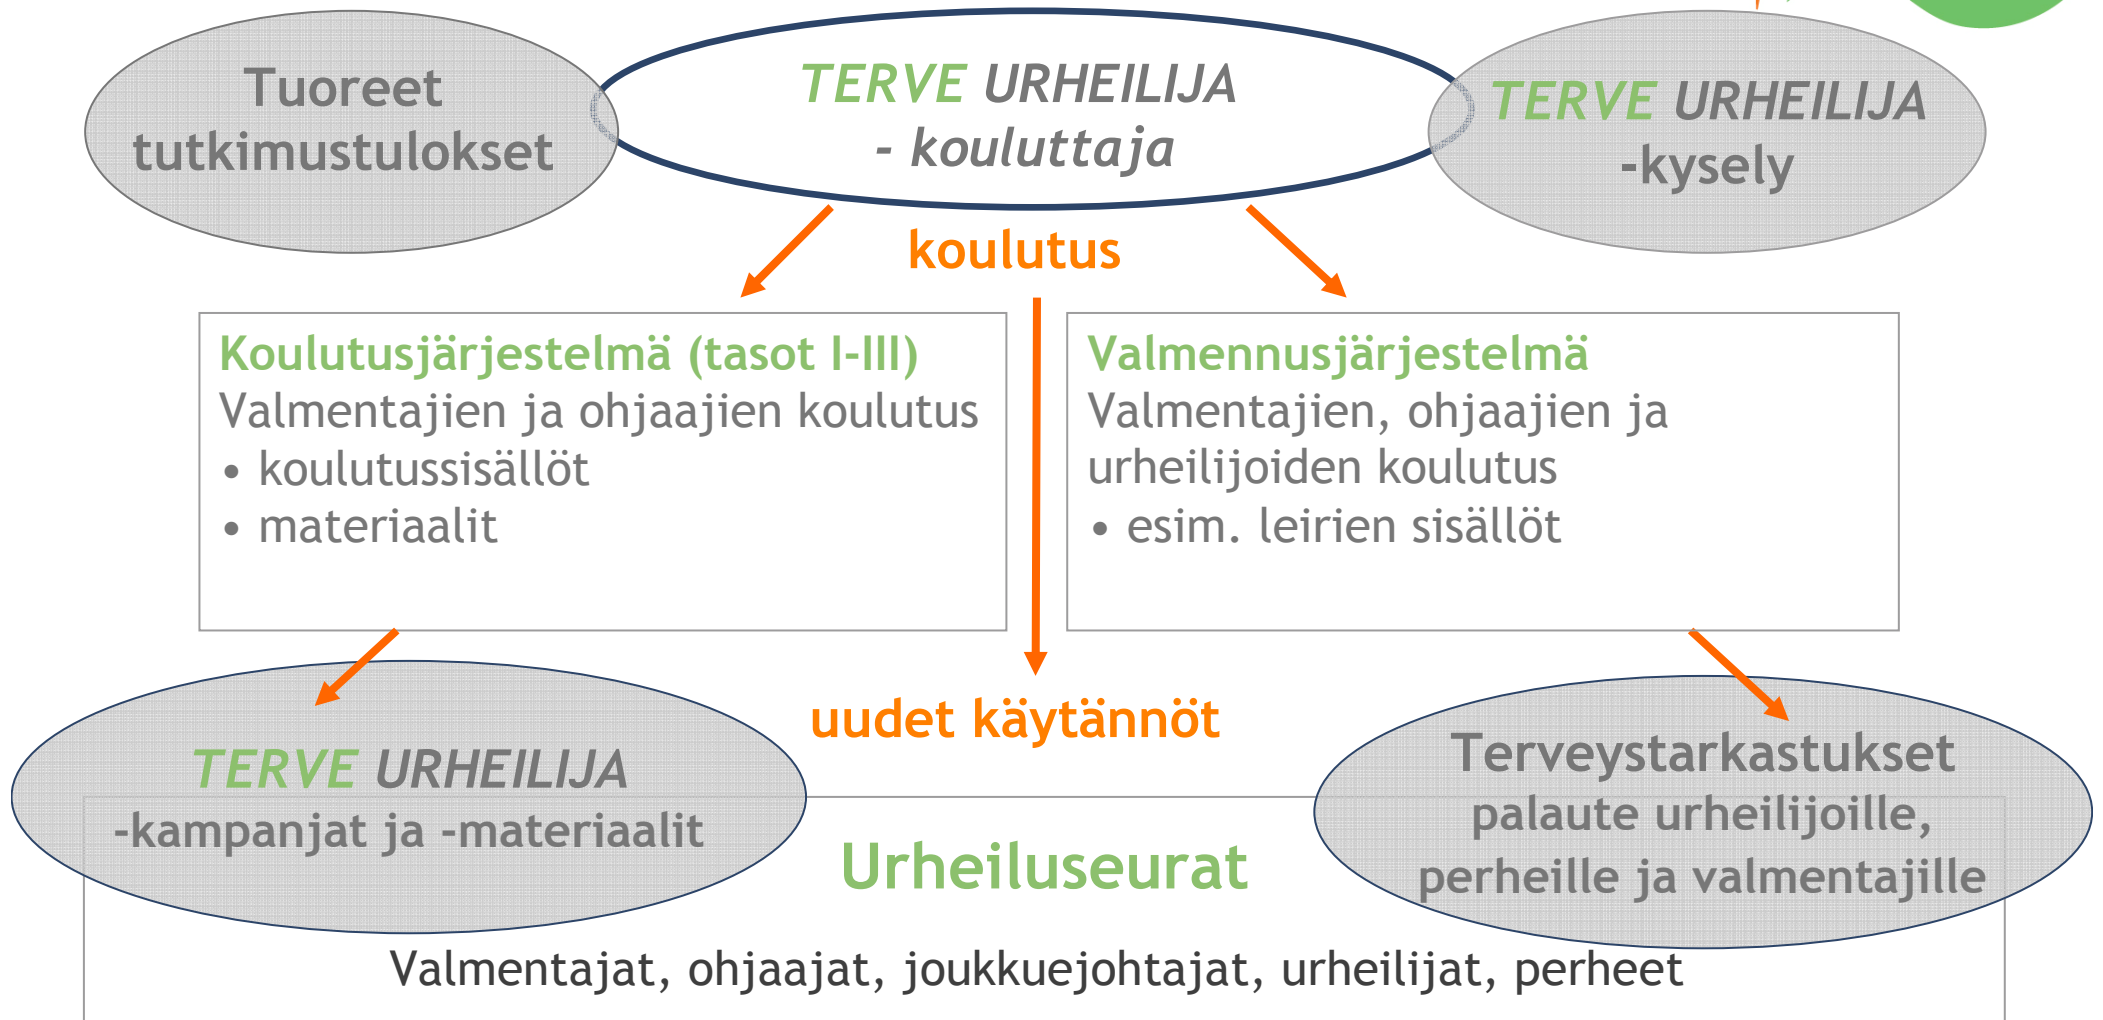 Tuoreet
tutkimustulokset
TERVE URHEILIJA
- kouluttaja
TERVE URHEILIJA
-kysely
koulutus
Koulutusjärjestelmä (tasot I-III)
Valmentajien ja ohjaajien koulutus
• koulutussisällöt
• materiaalit
Valmennusjärjestelmä
Valmentajien, ohjaajien ja
urheilijoiden koulutus
• esim. leirien sisällöt
uudet käytännöt
TERVE URHEILIJA
-kampanjat ja -materiaalit
Terveystarkastukset
palaute urheilijoille,
perheille ja valmentajille
Urheiluseurat
Valmentajat, ohjaajat, joukkuejohtajat, urheilijat, perheet